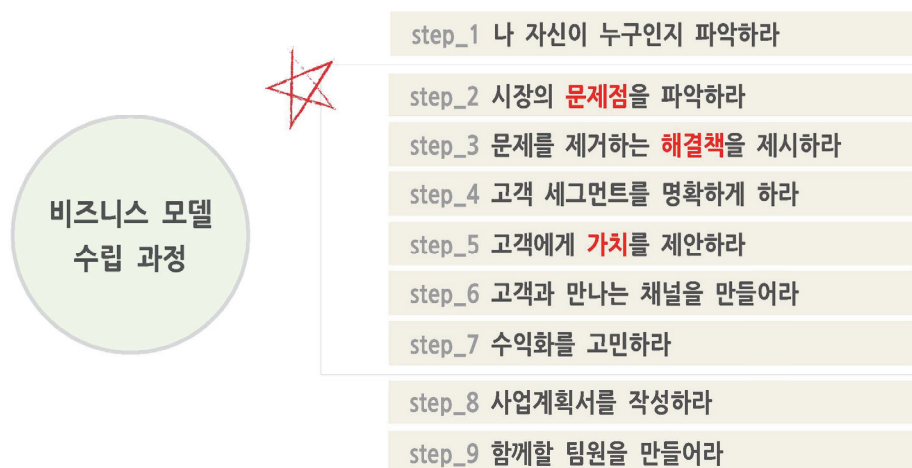 비즈니스 모델
수립 과정
step_1 나 자신이 누구인지 파악하라
step_2 시장의 문제점을 파악하라
step_3 문제를 제거하는 해결책을 제시하라
step_4 고객 세그먼트를 명확하게 하라
step_5 고객에게 가치를 제안하라
step_6 고객과 만나는 채널을 만들어라
step_7 수익화를 고민하라
step_8 사업계획서를 작성하라
step_9 함께할 팀원을 만들어라